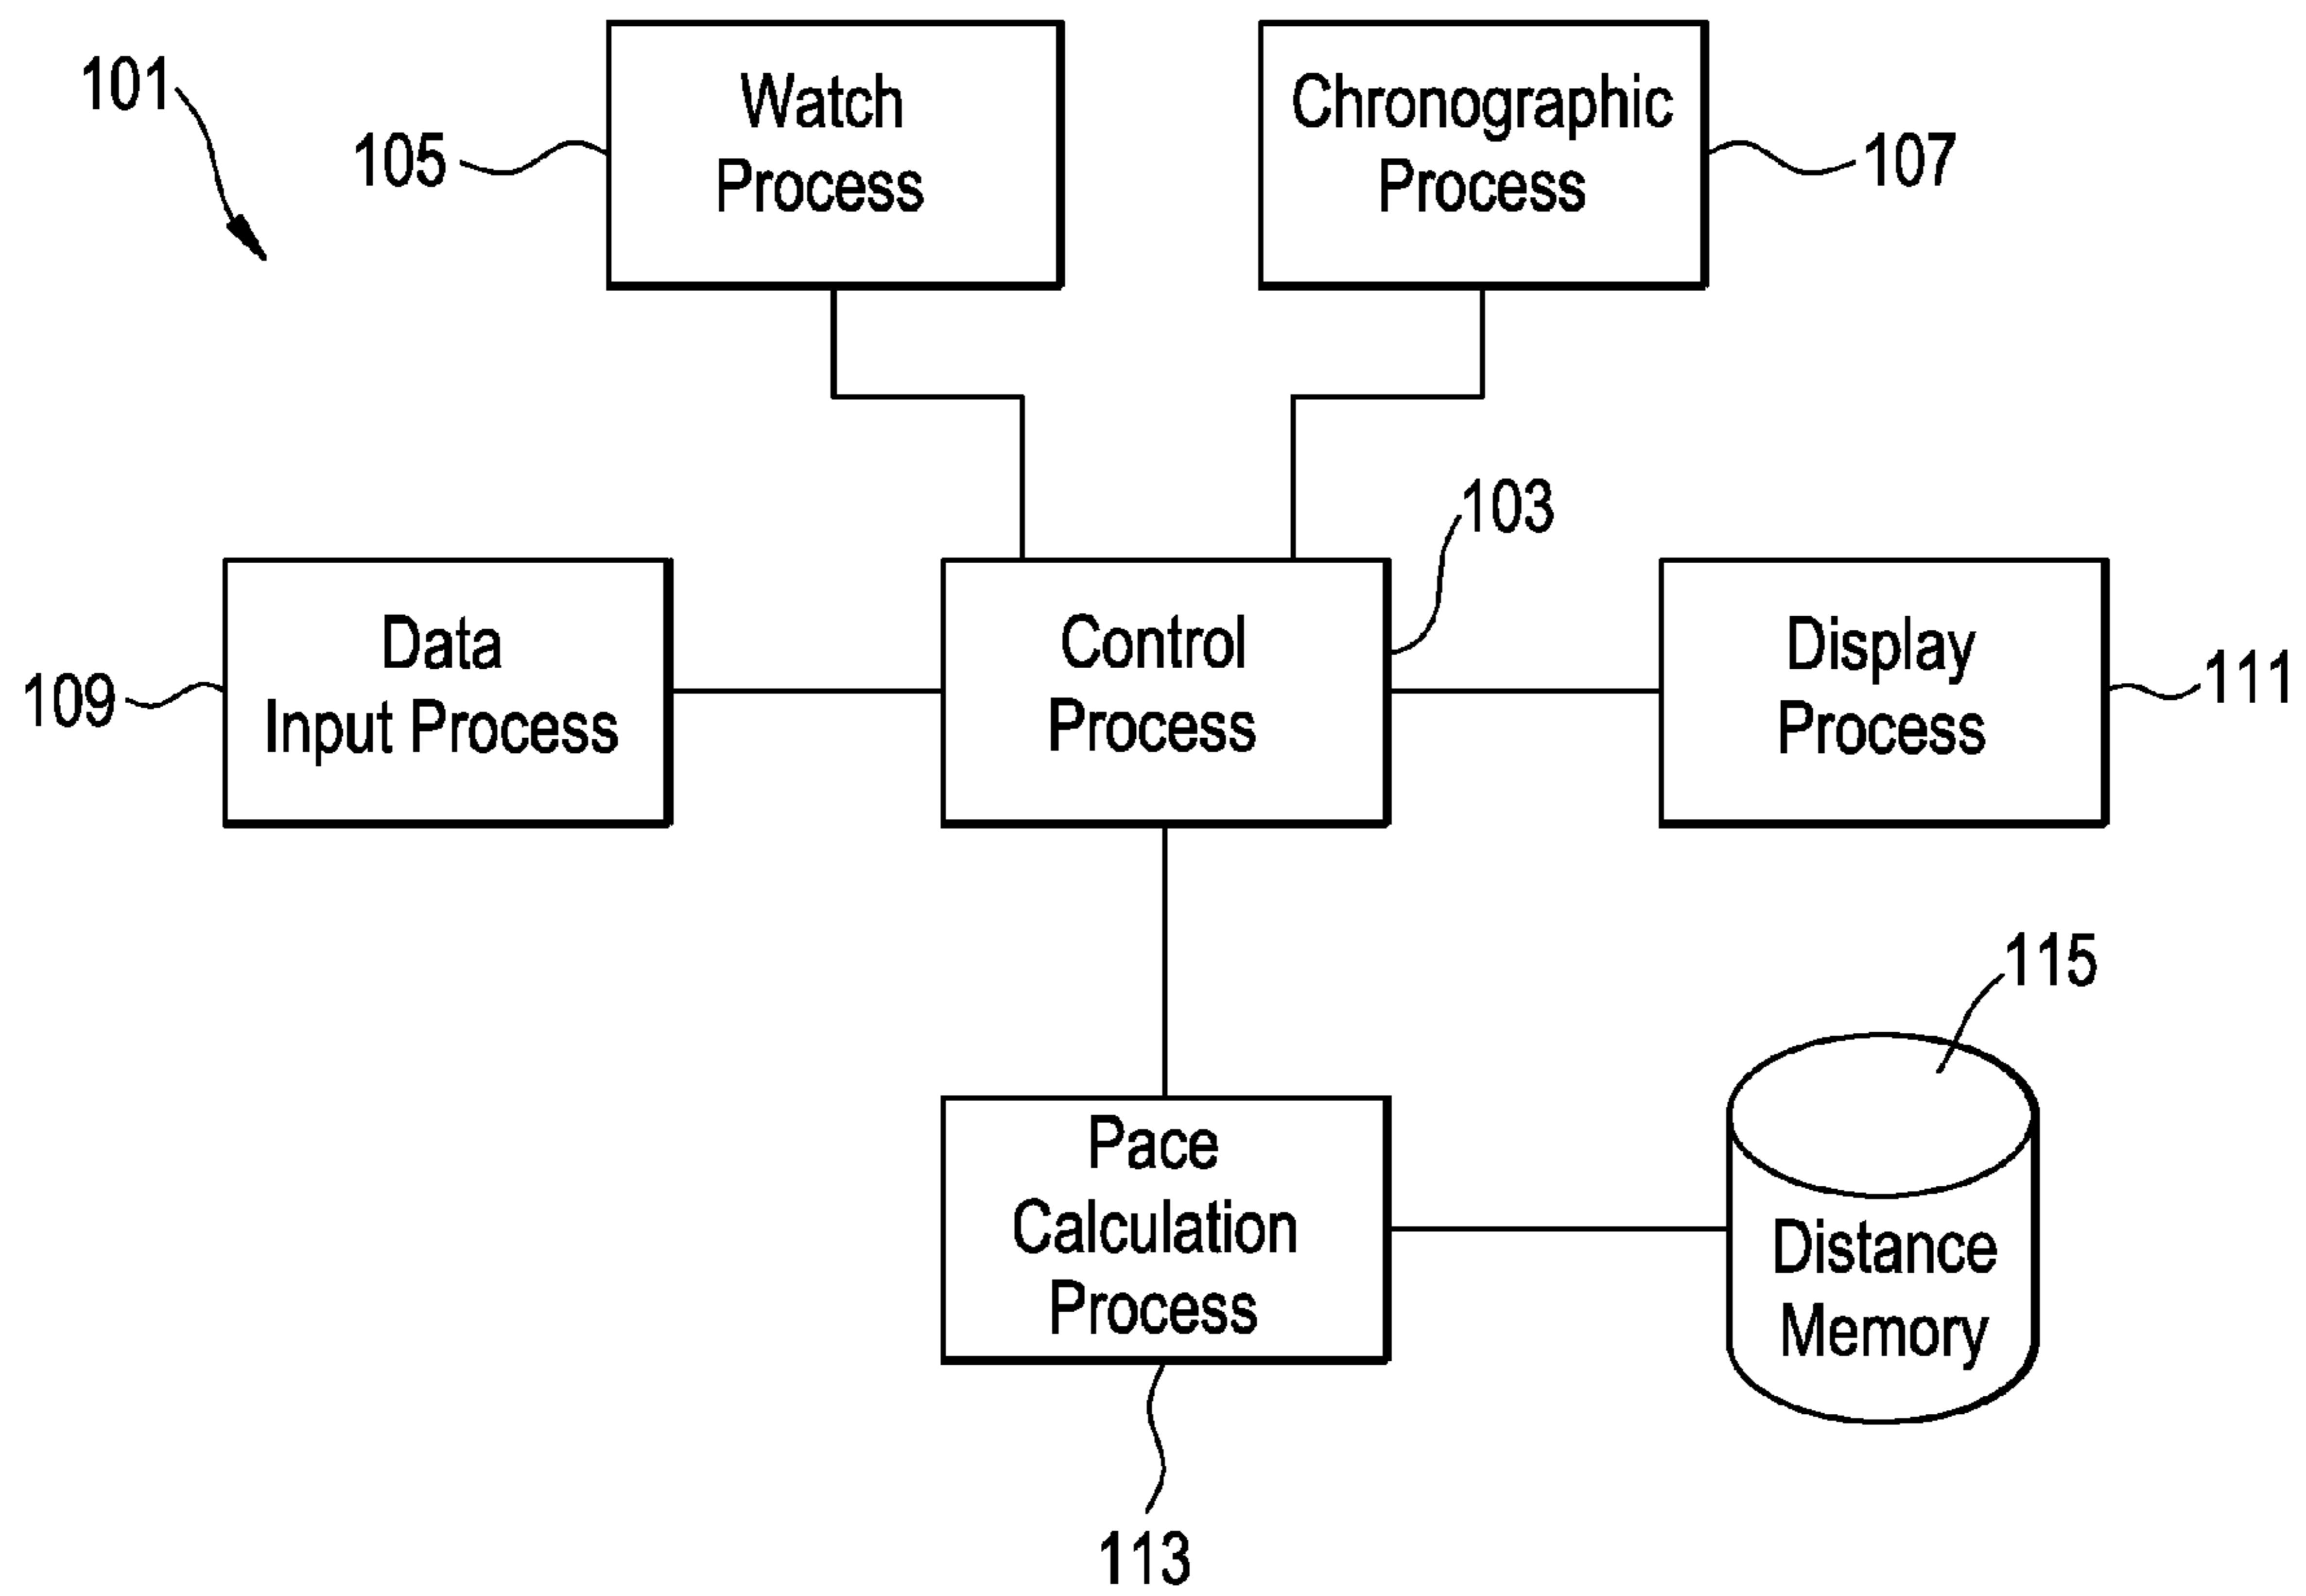 101
105
Watch
Process
Chronographic
Process
107
103
109
Data
Input Process
Control
Process
Display
Process
111
115
Pace
Calculation
Process
Distance
Memory
113